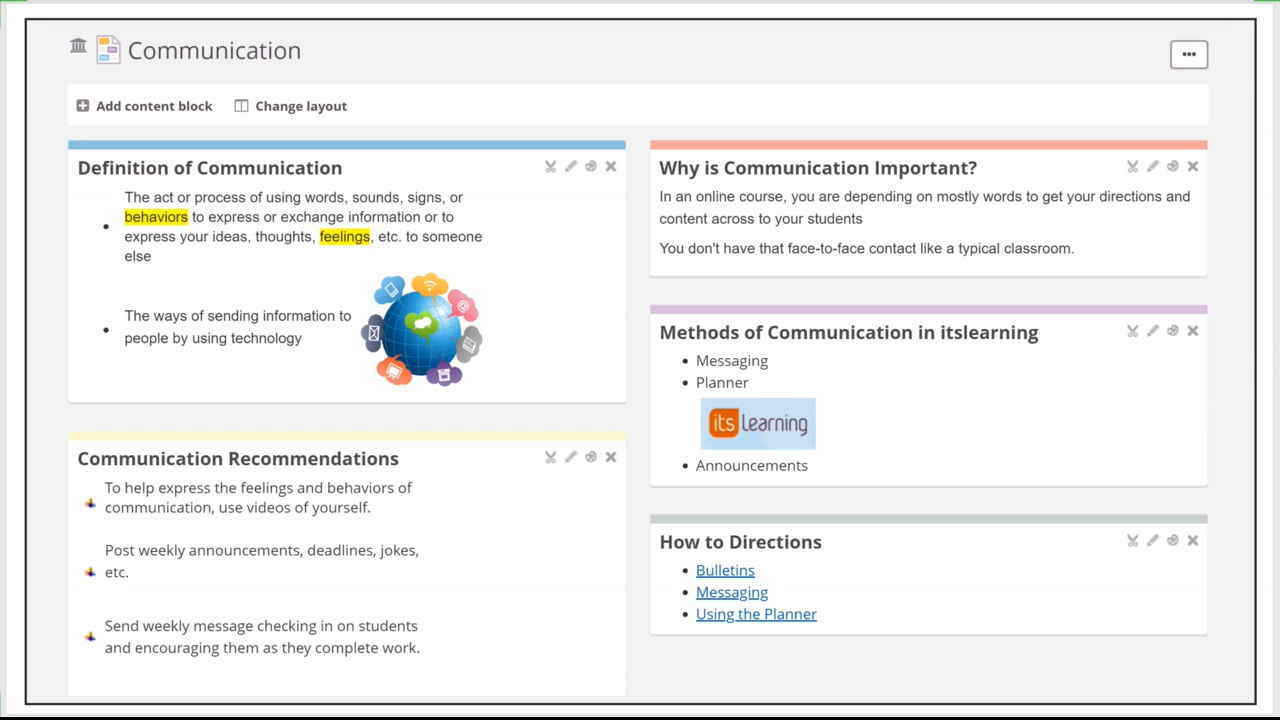 Communication
Add content block
Change layout
Definition of Communication
The act or process of using words, sounds, signs, or
behaviors to express or exchange information or to
express your ideas, thoughts, feelings, etc. to someone
else
The ways of sending information to
people by using technology
Communication Recommendations
To help express the feelings and behaviors of
communication, use videos of yourself.
Post weekly announcements, deadlines, jokes,
etc.
Send weekly message checking in on students
and encouraging them as they complete work.
Why is Communication Important?
In an online course, you are depending on mostly words to get your directions and
content across to your students
You don't have that face-to-face contact like a typical classroom.
Methods of Communication in itslearning
• Messaging
• Planner
its Learning
• Announcements
How to Directions
• Bulletins
• Messaging
• Using the Planner